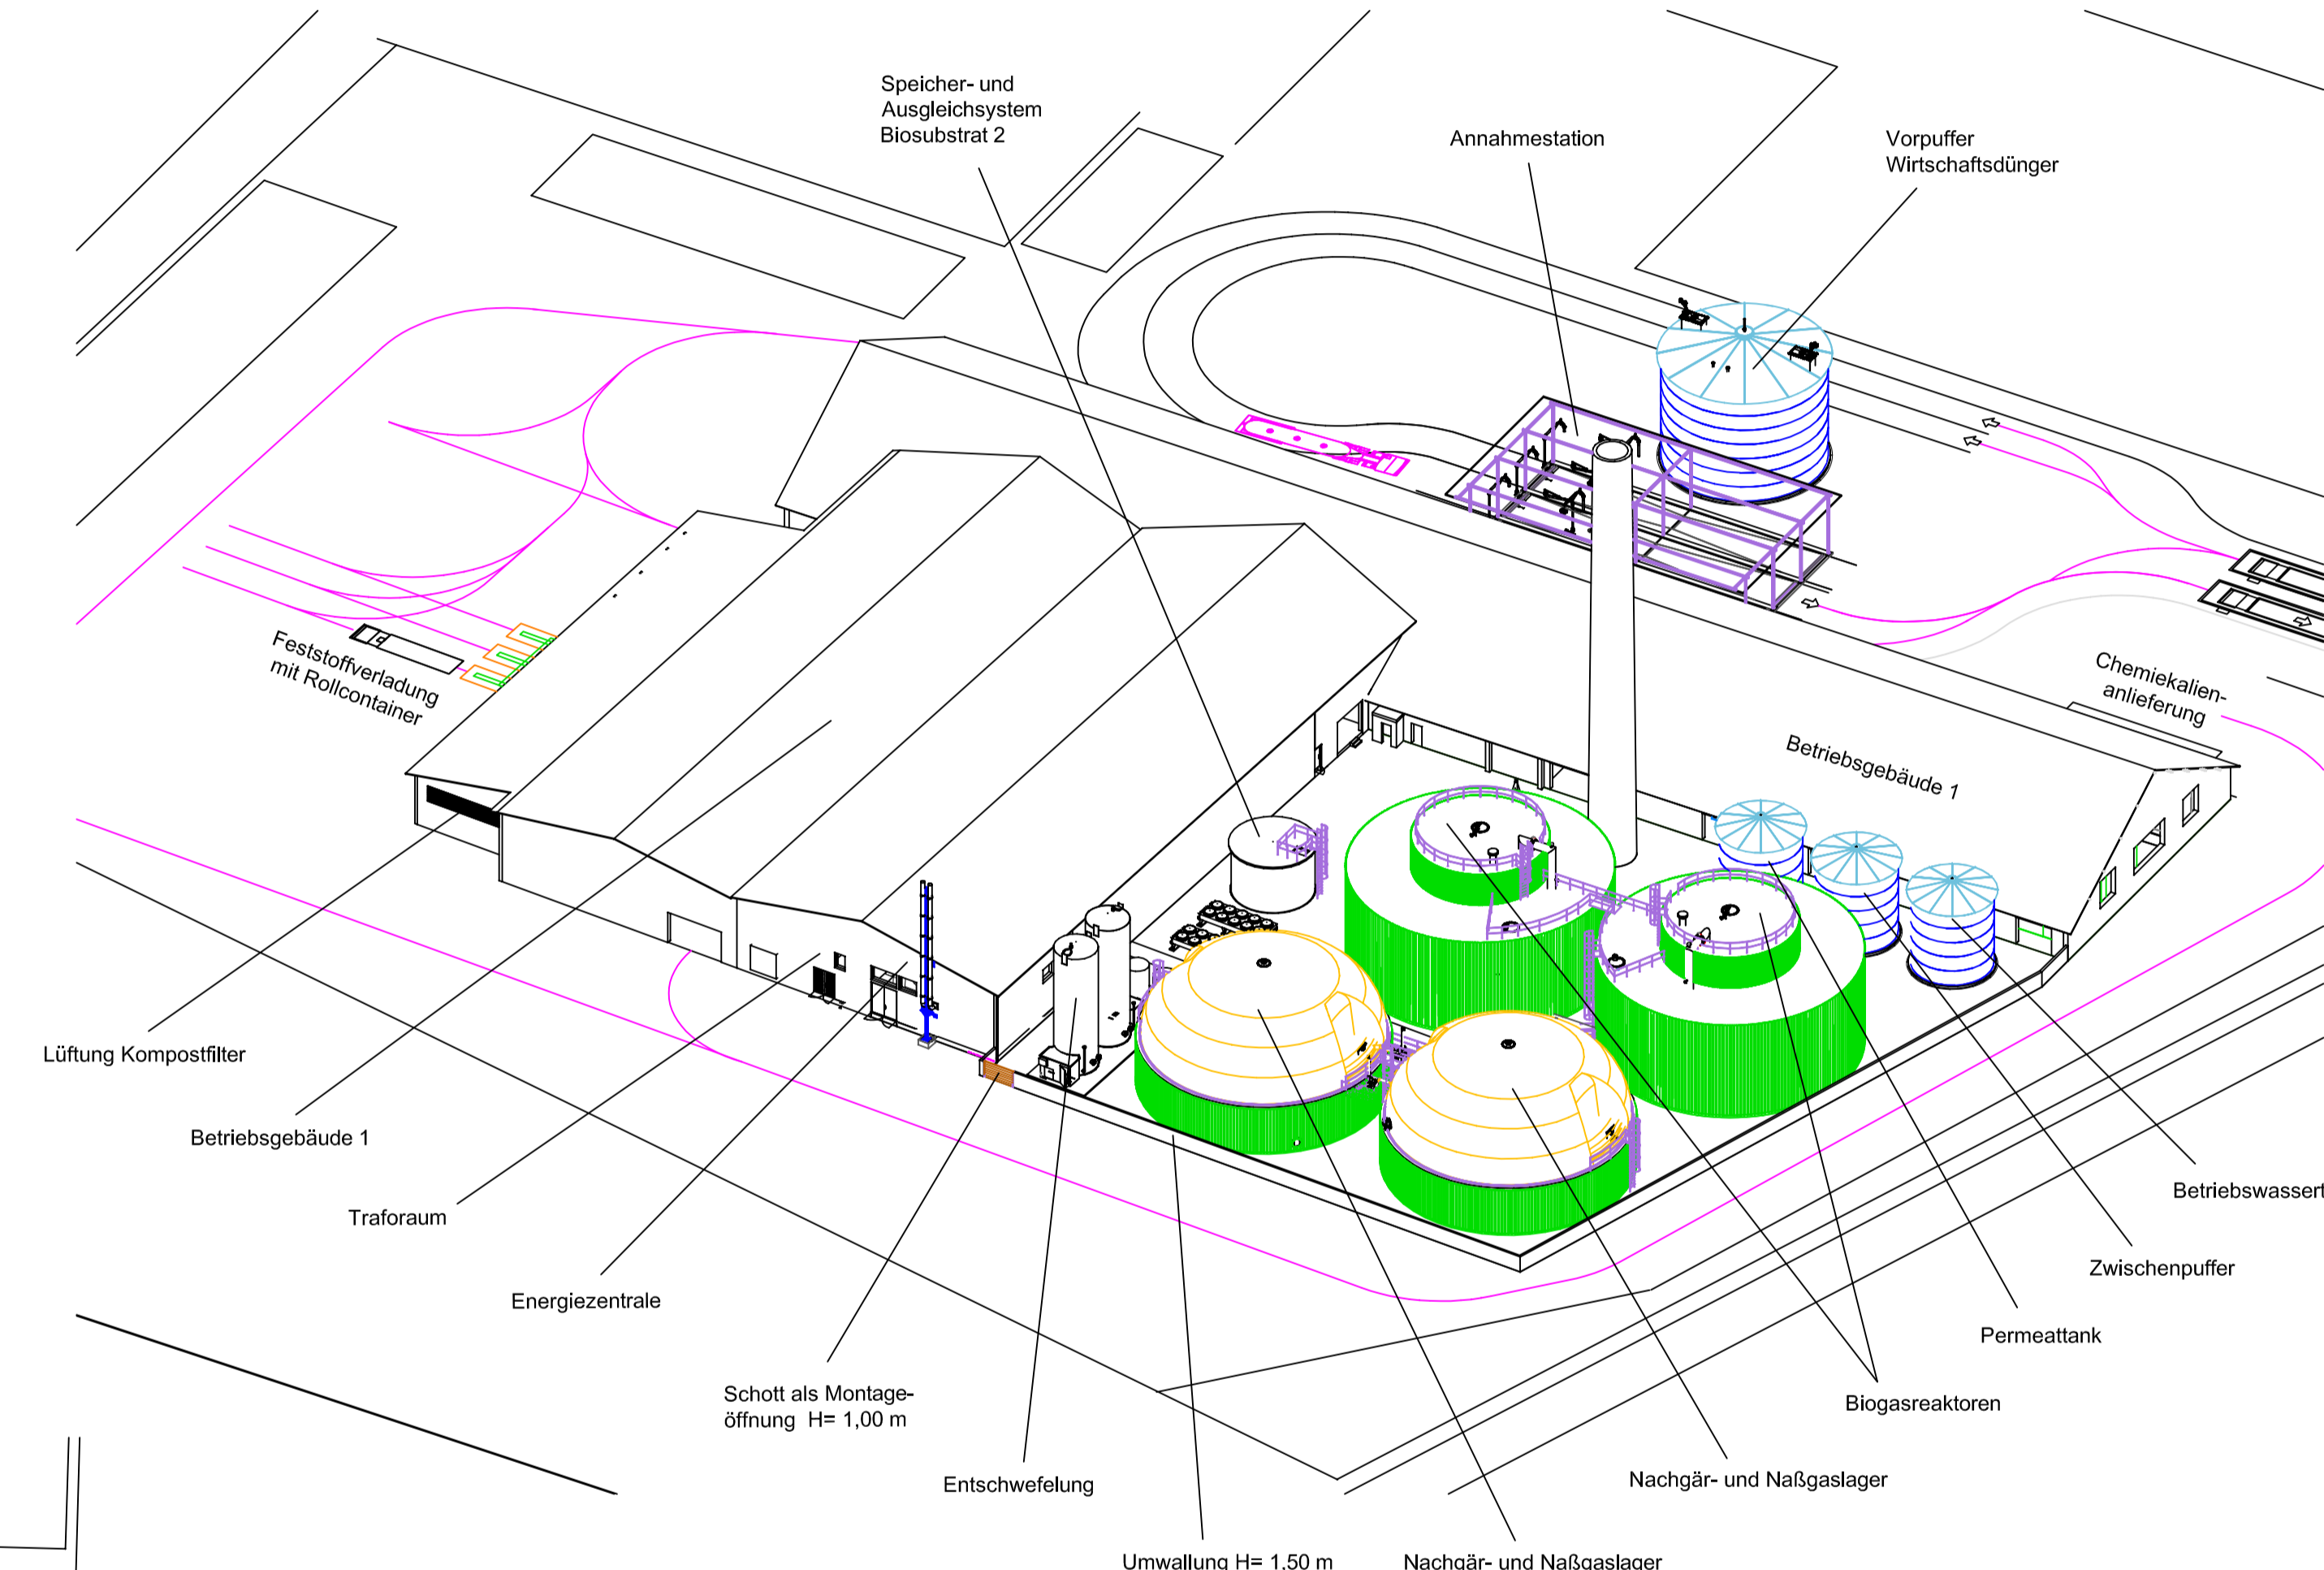 Speicher- und
Ausgleichsystem
Biosubstrat 2
Annahmestation
Vorpuffer
Wirtschaftsdünger
Feststoffverladung
mit Rollcontainer
Chemiekalien-
anlieferung
Betriebsgebäude 1
Lüftung Kompostfilter
Betriebsgebäude 1
Traforaum
Energiezentrale
Schott als Montage-
öffnung H= 1,00 m
Entschwefelung
Umwallung H= 1,50 m
Nachgär- und Naßgaslager
Nachgär- und Naßgaslager
Biogasreaktoren
Permeattank
Zwischenpuffer
Betriebswassert